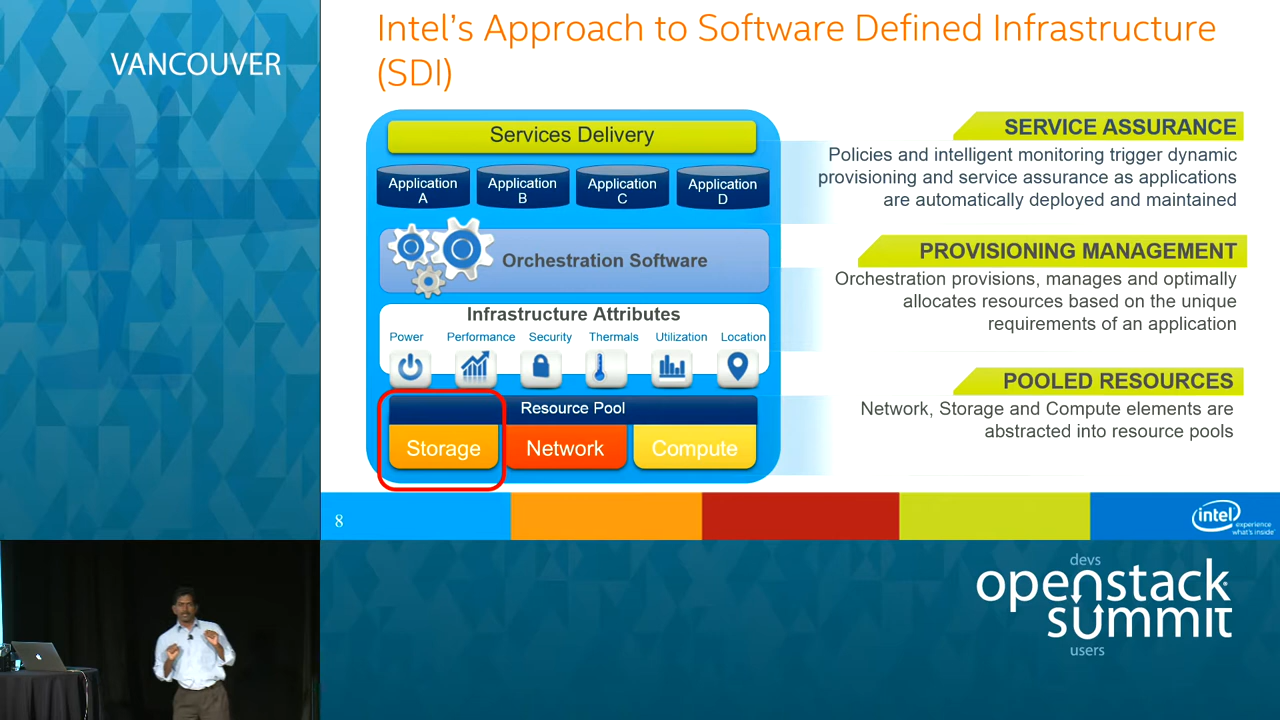 VANCOUVER
Intel's Approach to Software Defined Infrastructure
(SDI)
Services Delivery
Application
A
Application
B
Application
C
Application
D
Orchestration Software
Infrastructure Attributes
Power
Performance
Security
Thermals
Utilization
Location
Resource Pool
Storage
Network
Compute
SERVICE ASSURANCE
Policies and intelligent monitoring trigger dynamic
provisioning and service assurance as applications
are automatically deployed and maintained
PROVISIONING MANAGEMENT
Orchestration provisions, manages and optimally
allocates resources based on the unique
requirements of an application
POOLED RESOURCES
Network, Storage and Compute elements are
abstracted into resource pools
8
intel
experience
what's inside
devs
openstack
summit
users